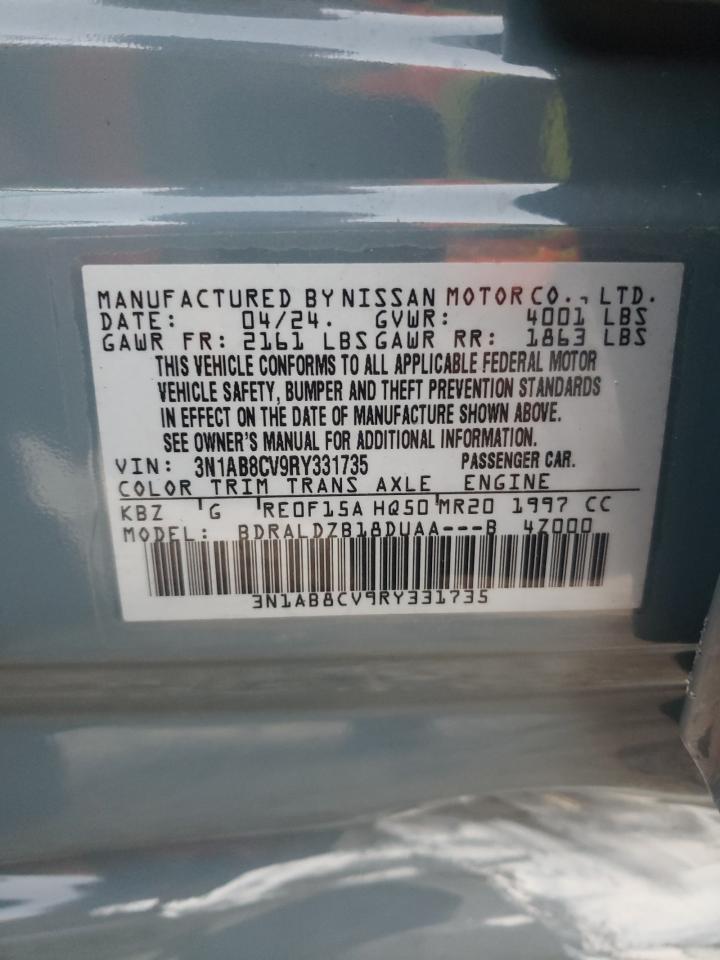 MANUFACTURED BY NISSAN MOTOR CO., LTD.
DATE: 04/24. GVWR: 4001 LBS
GAWR FR: 2161 LBS GAWR RR: 1863 LBS
THIS VEHICLE CONFORMS TO ALL APPLICABLE FEDERAL MOTOR
VEHICLE SAFETY, BUMPER AND THEFT PREVENTION STANDARDS
IN EFFECT ON THE DATE OF MANUFACTURE SHOWN ABOVE.
SEE OWNER'S MANUAL FOR ADDITIONAL INFORMATION.
VIN: 3N1AB8CV9RY331735 PASSENGER CAR.
COLOR TRIM TRANS AXLE ENGINE
KBZ G RE0F15A HQ50 MR20 1997 CC
MODEL: BDRALDZB18DUAA---B 4Z000
3N1AB8CV9RY331735